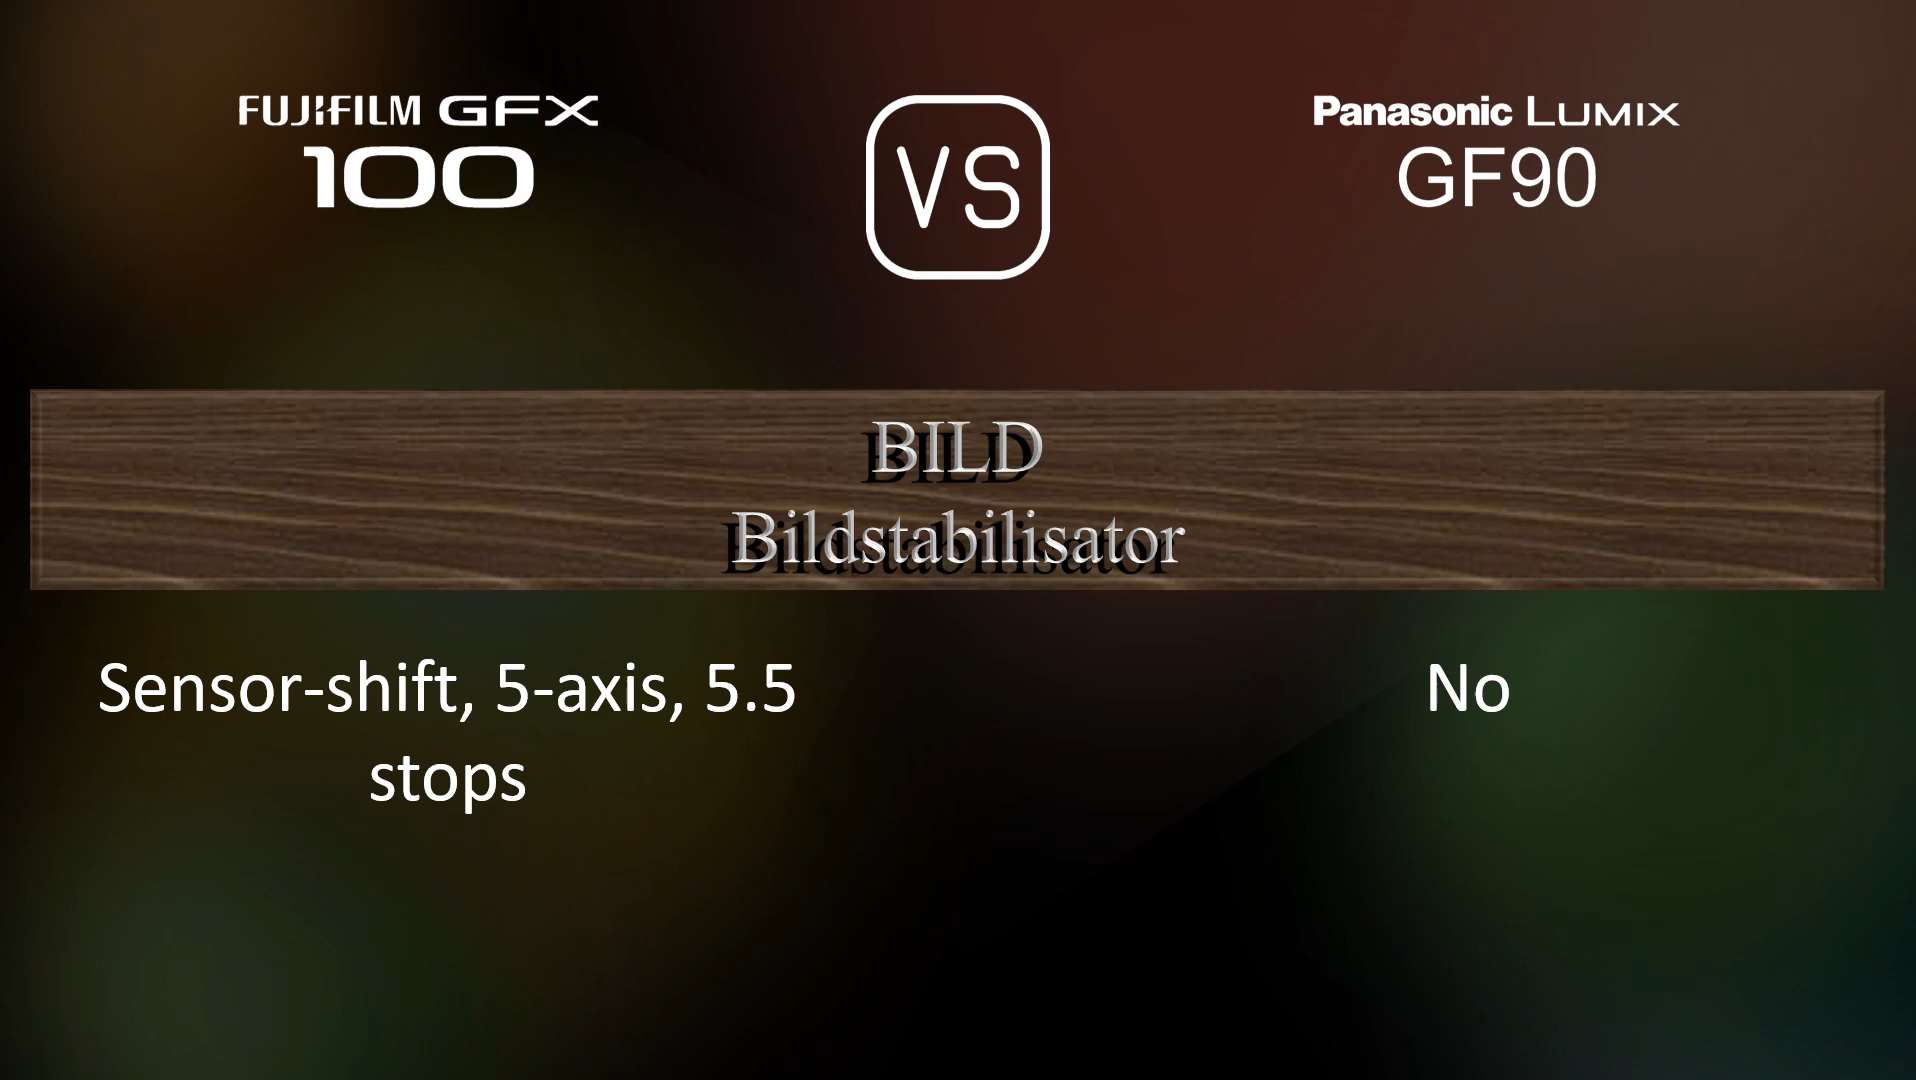 FUJIFILM GFX
100
VS
Panasonic LUMIX
GF90
BILD
Bildstabilisator
Sensor-shift, 5-axis, 5.5
stops
No